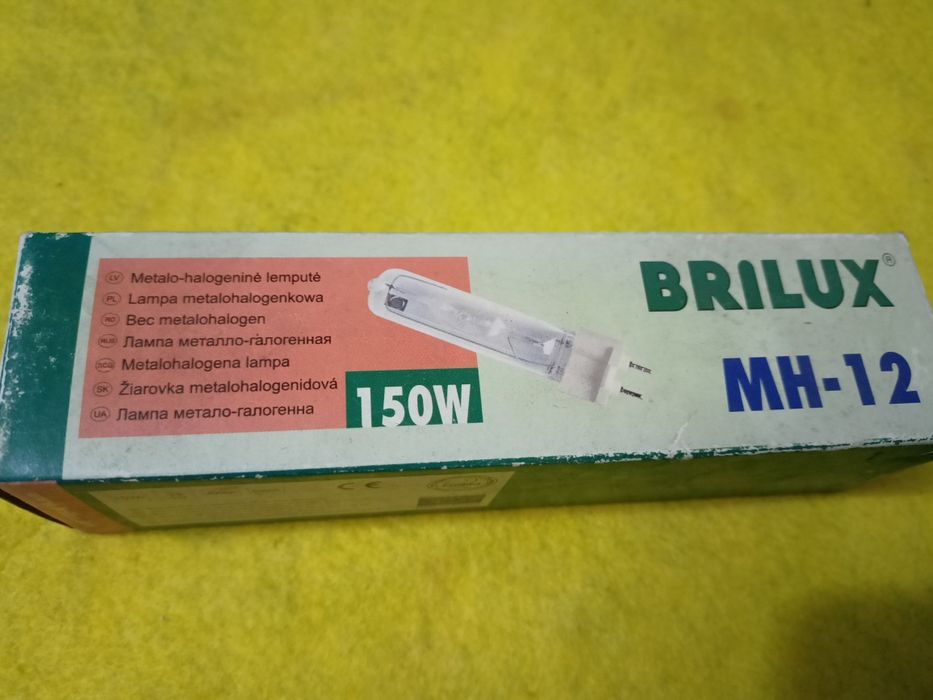 LV Metalo-halogeninė lemputė
PL Lampa metalohalogenkowa
RO Bec metalohalogen
RUS Лампа металло-галогенная
SCG Metalohalogena lampa
SK Žiarovka metalohalogenidová
UA Лампа метало-галогенна
150W
BRILUX®
MH-12
CE